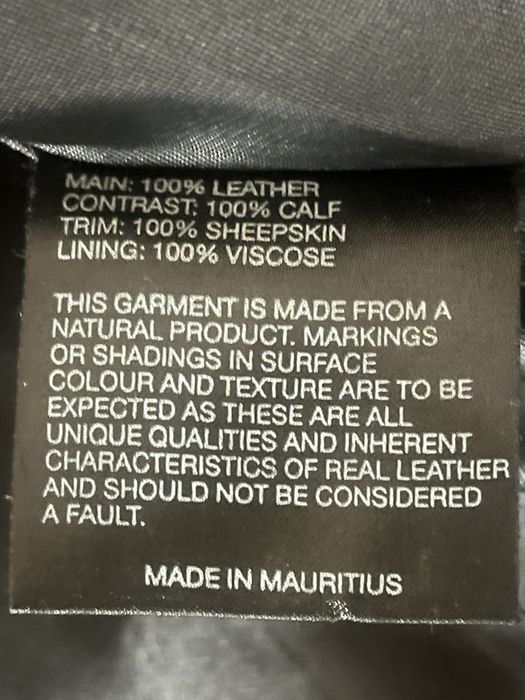 MAIN: 100% LEATHER
CONTRAST: 100% CALF
TRIM: 100% SHEEPSKIN
LINING: 100% VISCOSE
THIS GARMENT IS MADE FROM A
NATURAL PRODUCT. MARKINGS
OR SHADINGS IN SURFACE
COLOUR AND TEXTURE ARE TO BE
EXPECTED AS THESE ARE ALL
UNIQUE QUALITIES AND INHERENT
CHARACTERISTICS OF REAL LEATHER
AND SHOULD NOT BE CONSIDERED
A FAULT.
MADE IN MAURITIUS